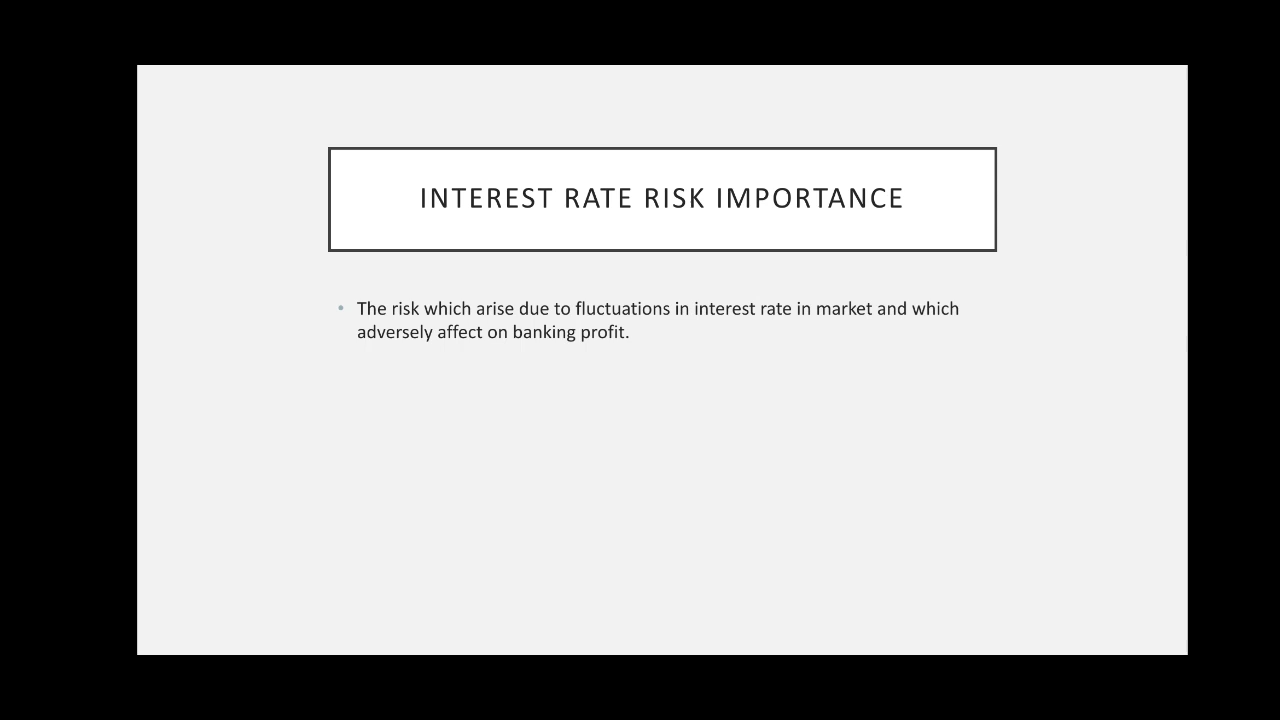 INTEREST RATE RISK IMPORTANCE
• The risk which arise due to fluctuations in interest rate in market and which
adversely affect on banking profit.